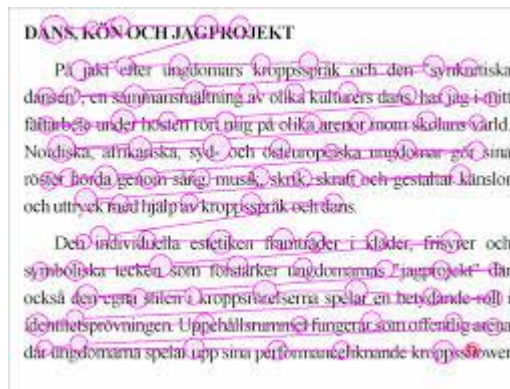 DANS, KÖN OCH JAGPROJEKT
På jakt efter ungdomars kroppsspråk och den "synkretiska
dansen", en sammansmältning av olika kulturers dans, har jag i mitt
fältarbete under hösten rört mig på olika arenor inom skolans värld.
Nordiska, afrikanska, syd- och östeuropeiska ungdomar gör sina
röster hörda genom sång, musik, skrik, skratt och gestaltar känslor
och uttryck med hjälp av kroppsspråk och dans.
Den individuella estetiken framträder i kläder, frisyrer och
symboliska tecken som förstärker ungdomarnas "jagprojekt" där
också den egna stilen i kroppsrörelserna spelar en betydande roll i
identitetsprövningen. Uppehållsrummet fungerar som offentlig arena
där ungdomarna spelar upp sina performanceliknande kroppsshower